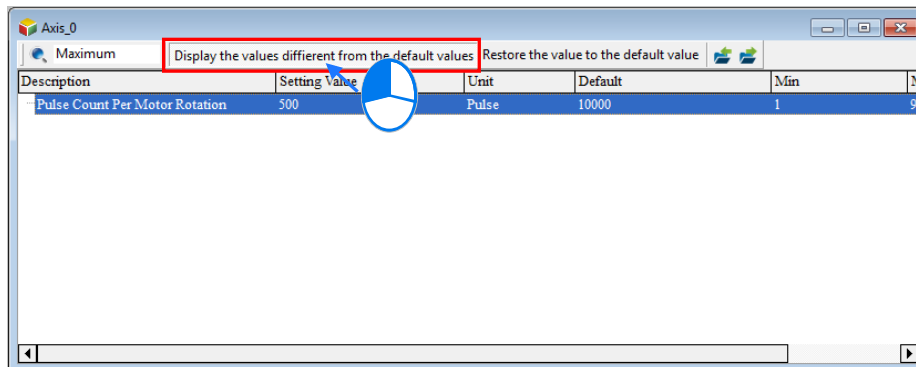 Axis_0
Maximum Display the values diffierent from the default values Restore the value to the default value
Description Setting Value Unit Default Min
Pulse Count Per Motor Rotation 500 Pulse 10000 1